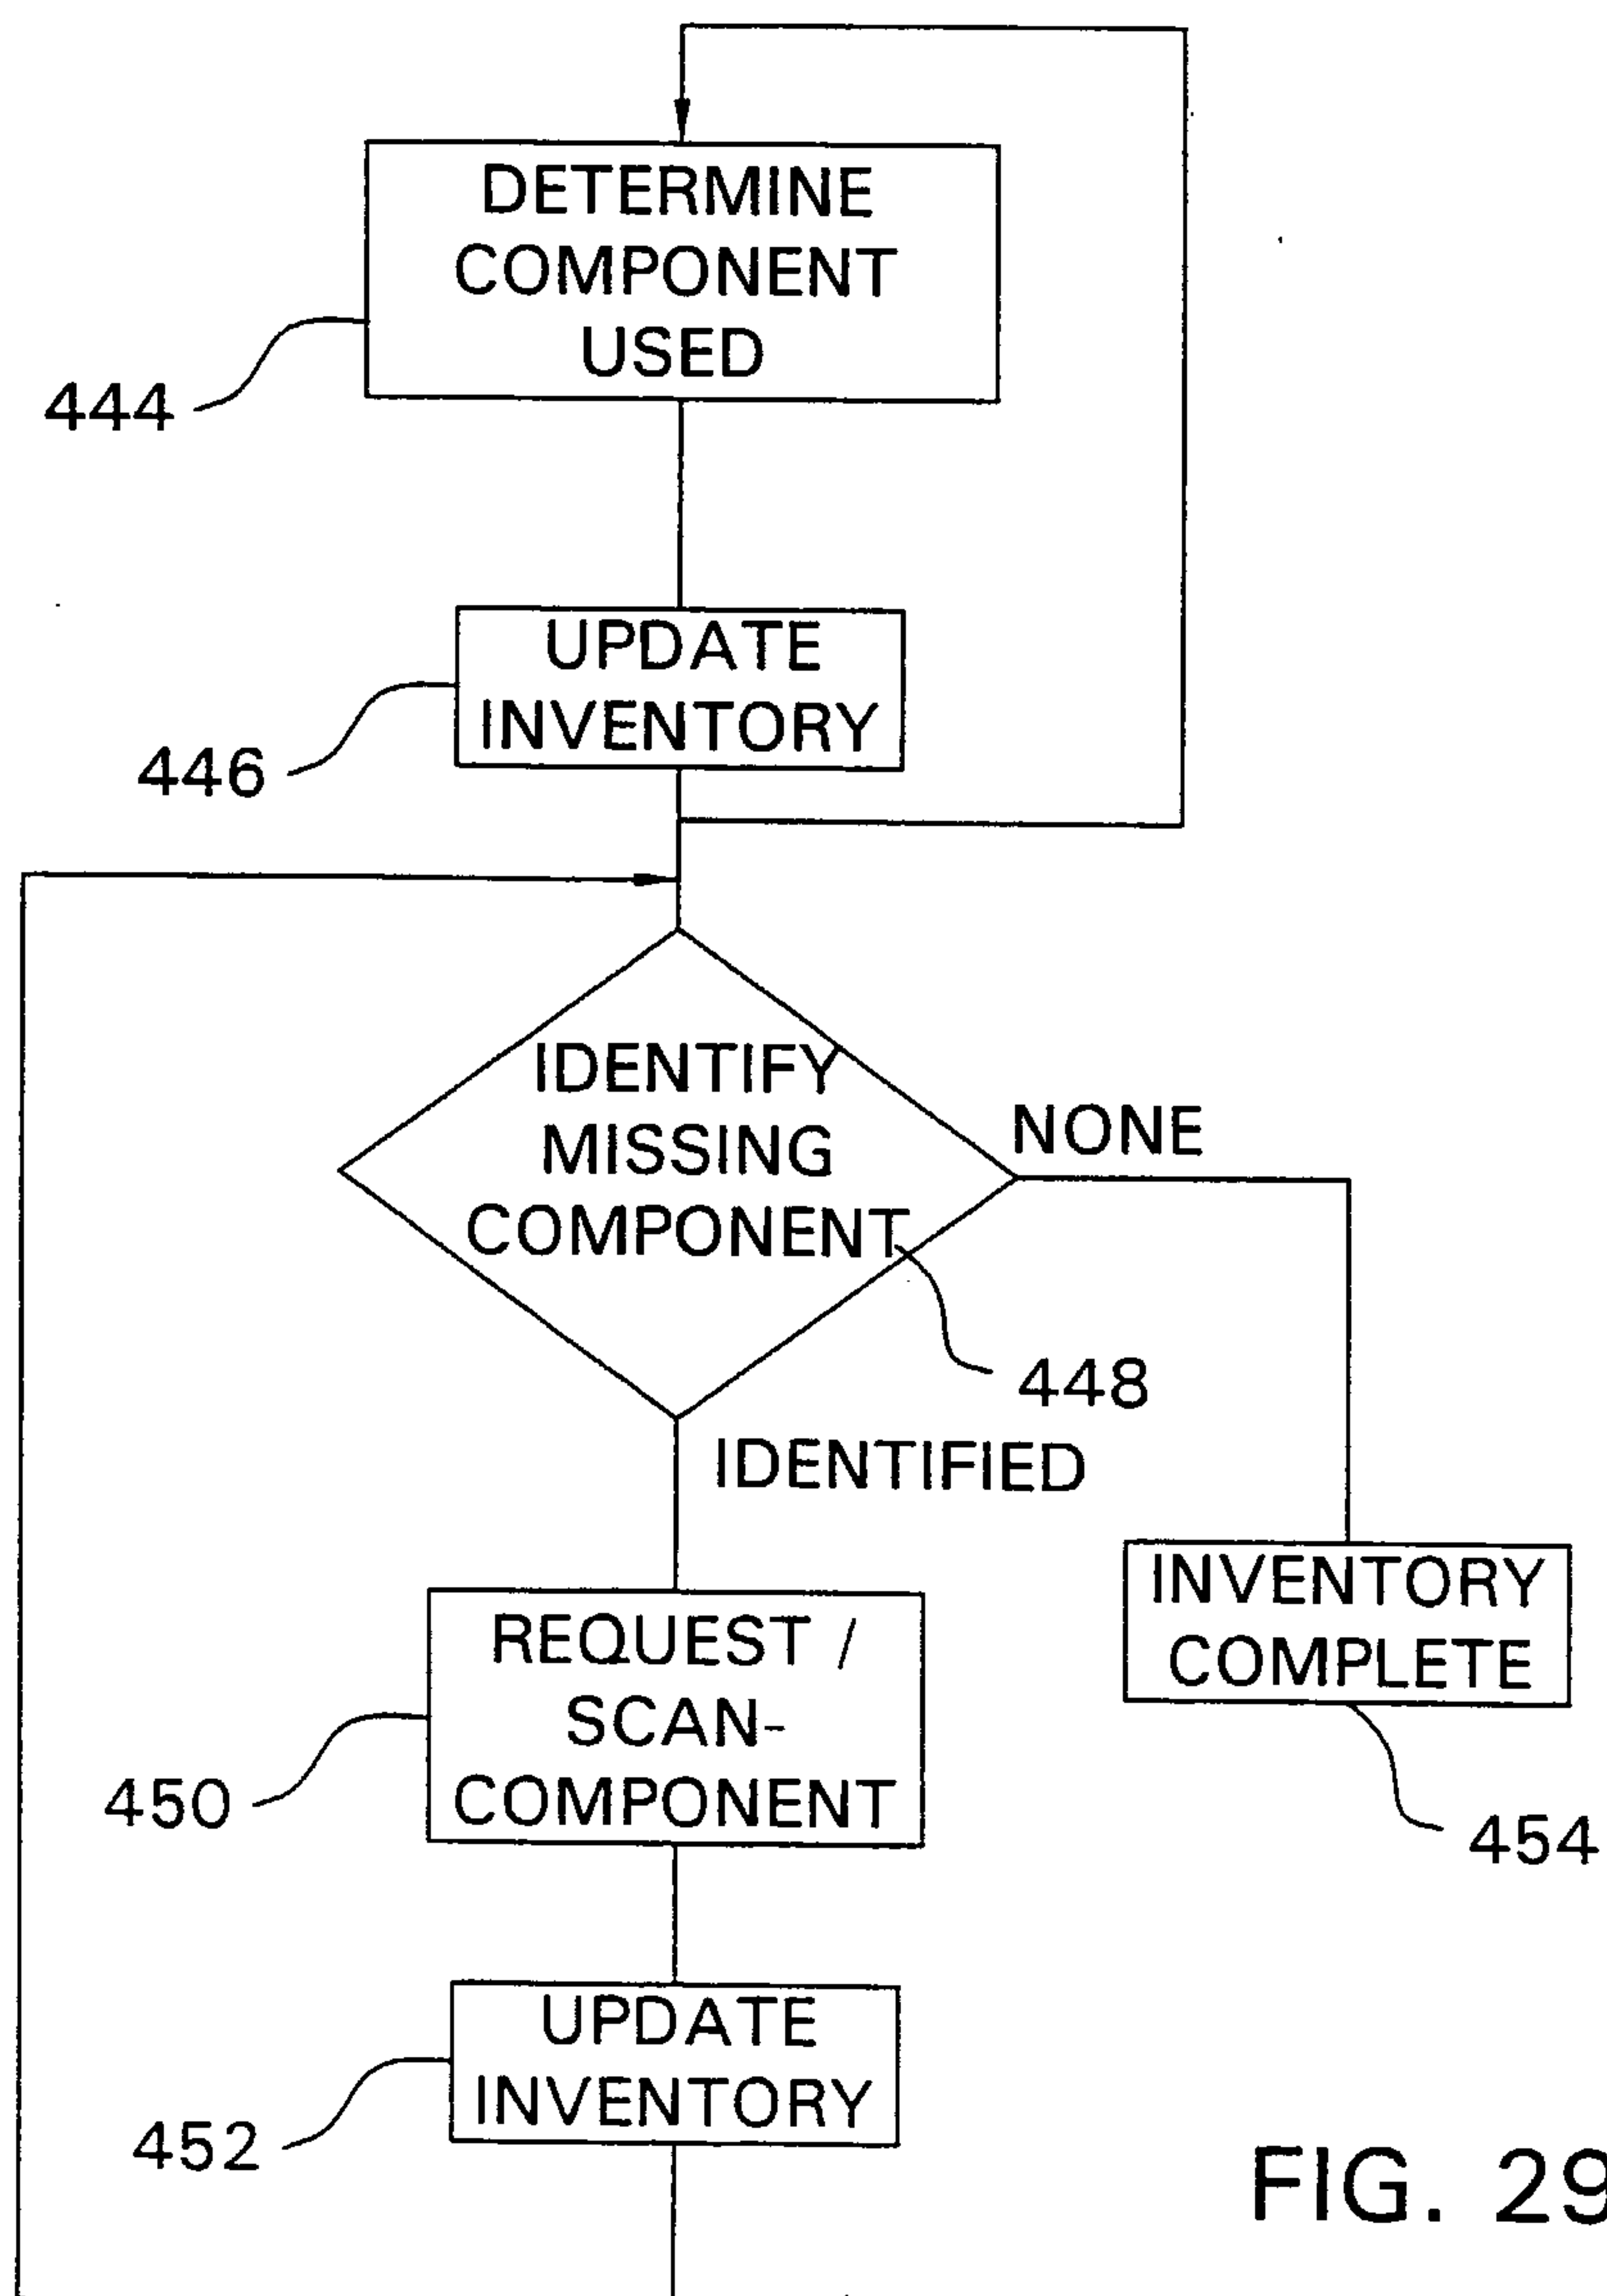 DETERMINE
COMPONENT
USED
444
UPDATE
INVENTORY
446
IDENTIFY
MISSING
COMPONENT
NONE
448
IDENTIFIED
REQUEST /
SCAN-
COMPONENT
450
INVENTORY
COMPLETE
454
UPDATE
INVENTORY
452
FIG. 29